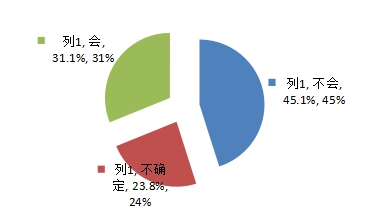 列1, 会,
31.1%, 31%
列1, 不会,
45.1%, 45%
列1, 不确
定, 23.8%,
24%